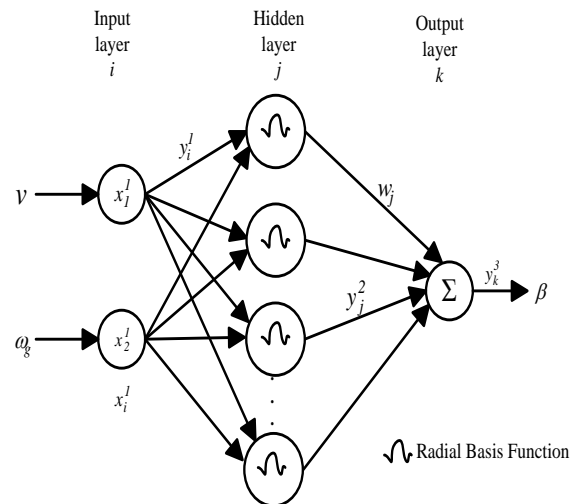 Input layer i
Hidden layer j
Output layer k
y_i^1
v
x_1^1
w_j
Σ
y_k^3
β
y_j^2
ω_g
x_2^1
x_i^1
. . .
Radial Basis Function